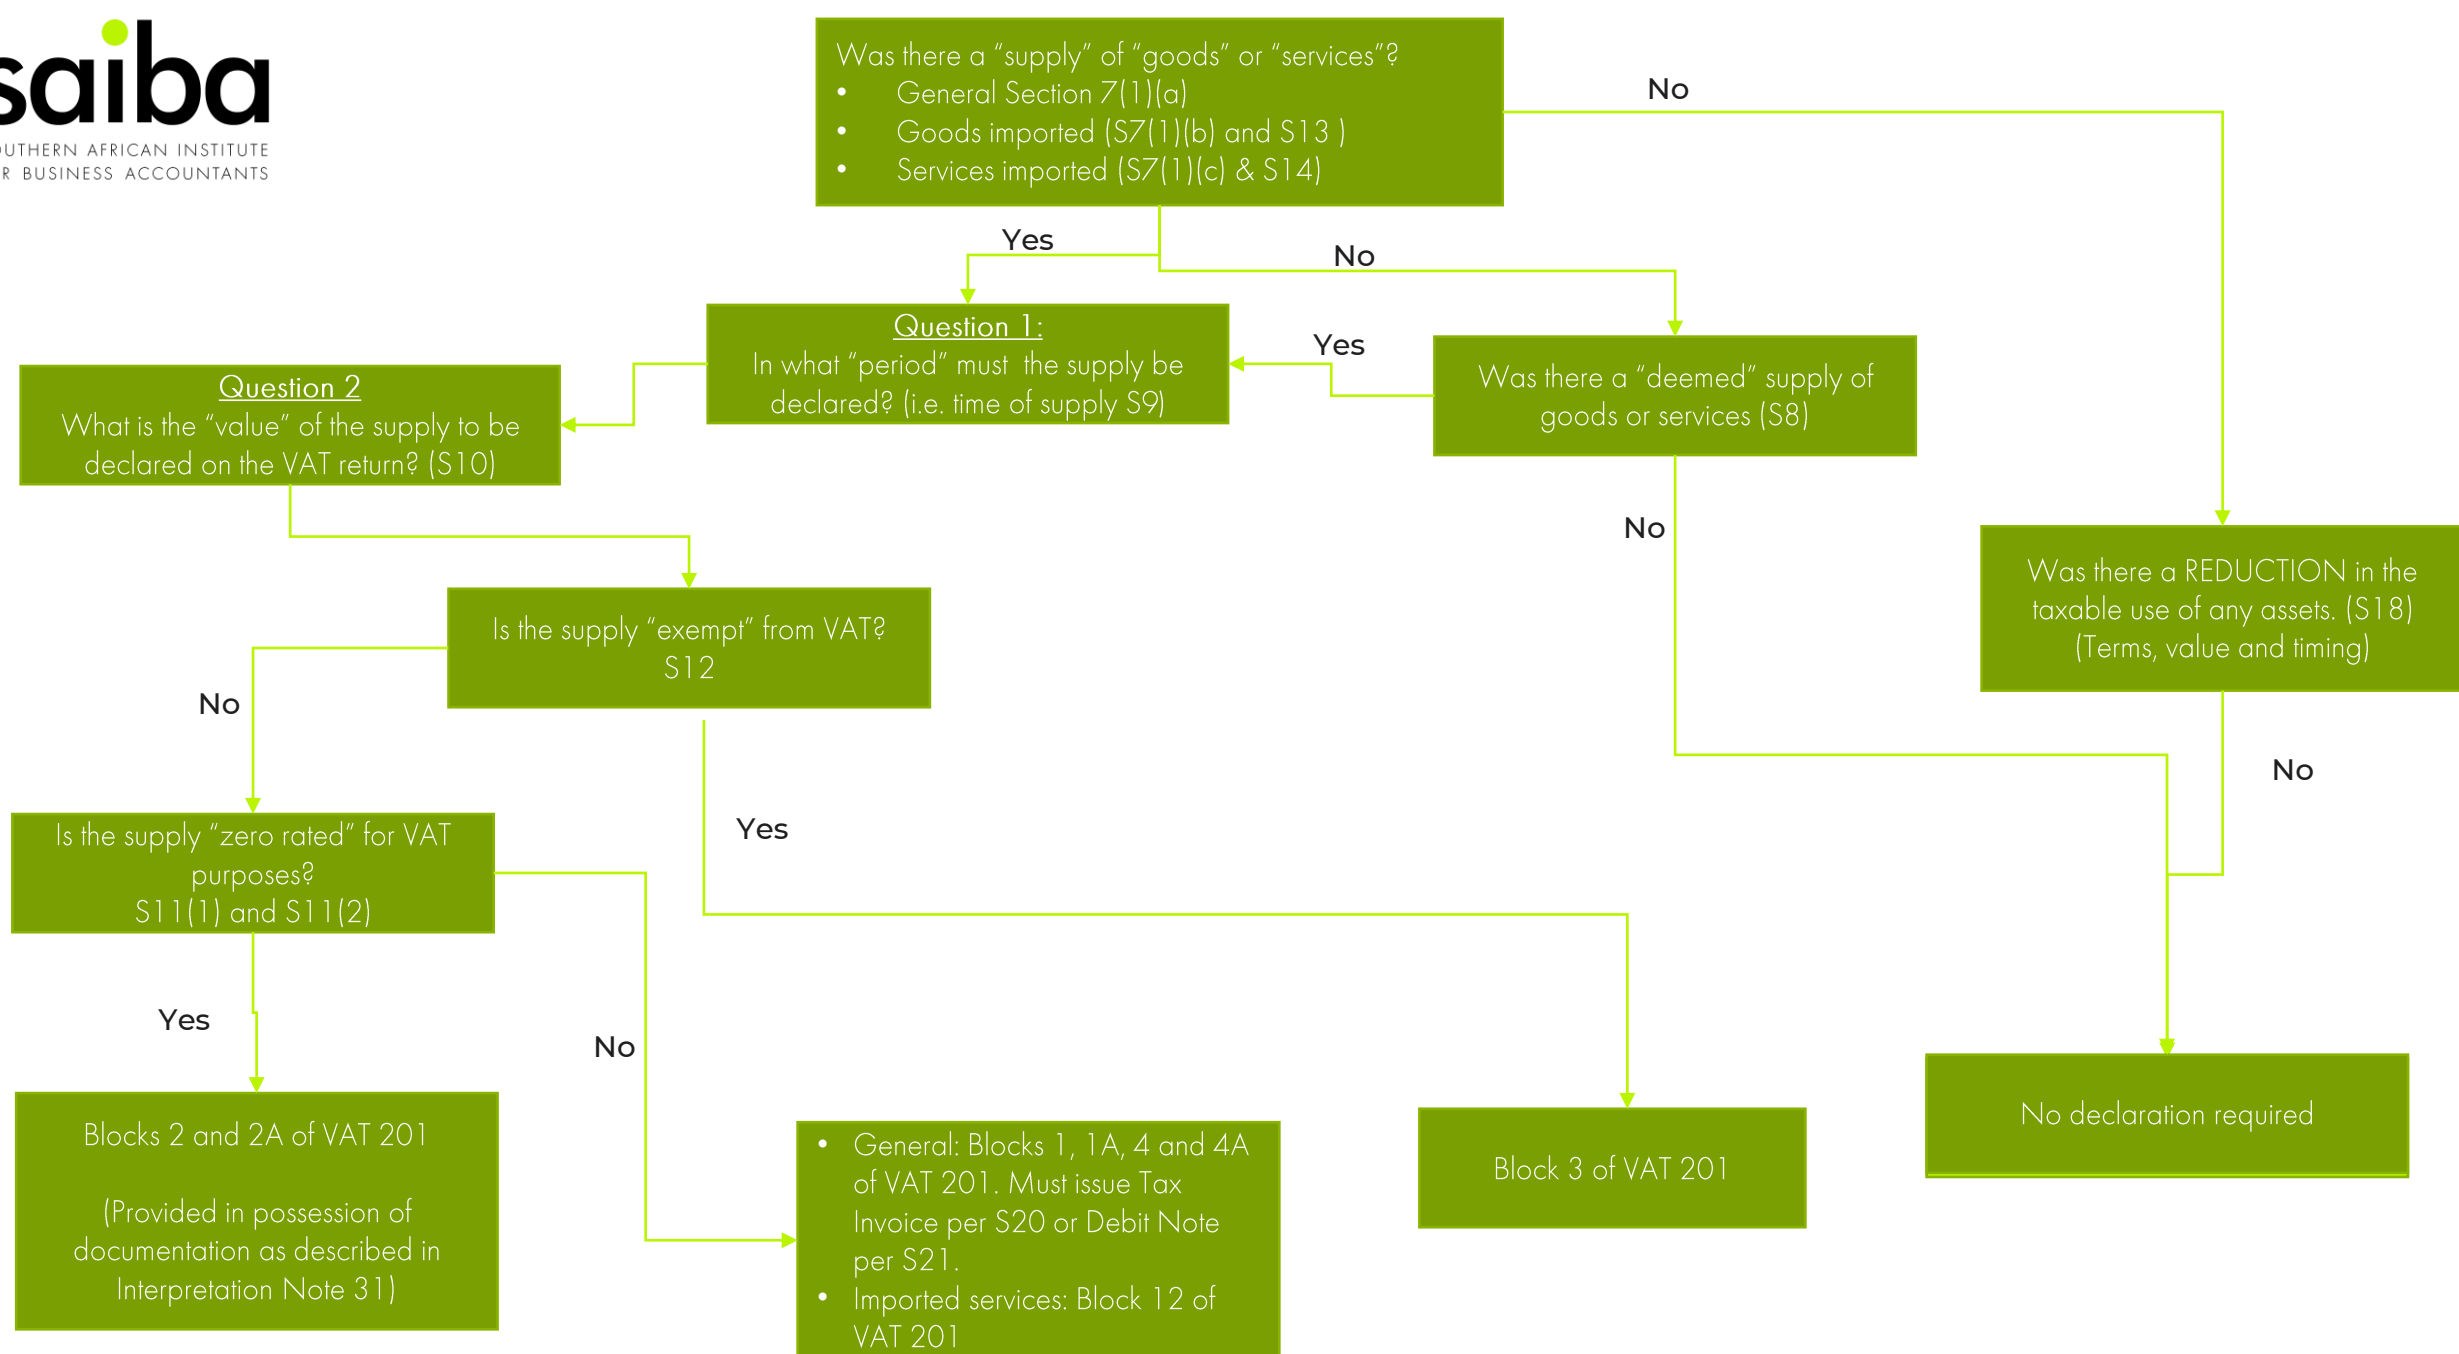 saiba
OUTHERN AFRICAN INSTITUTE
R BUSINESS ACCOUNTANTS
Was there a “supply” of “goods” or “services”?
• General Section 7(1)(a)
• Goods imported (S7(1)(b) and S13 )
• Services imported (S7(1)(c) & S14)
No
Yes
No
Question 1:
In what “period” must the supply be
declared? (i.e. time of supply S9)
Yes
Was there a “deemed” supply of
goods or services (S8)
Question 2
What is the “value” of the supply to be
declared on the VAT return? (S10)
No
Was there a REDUCTION in the
taxable use of any assets. (S18)
(Terms, value and timing)
Is the supply “exempt” from VAT?
S12
No
No
Yes
Is the supply “zero rated” for VAT
purposes?
S11(1) and S11(2)
Yes
No
Blocks 2 and 2A of VAT 201
(Provided in possession of
documentation as described in
Interpretation Note 31)
• General: Blocks 1, 1A, 4 and 4A
of VAT 201. Must issue Tax
Invoice per S20 or Debit Note
per S21.
• Imported services: Block 12 of
VAT 201
Block 3 of VAT 201
No declaration required